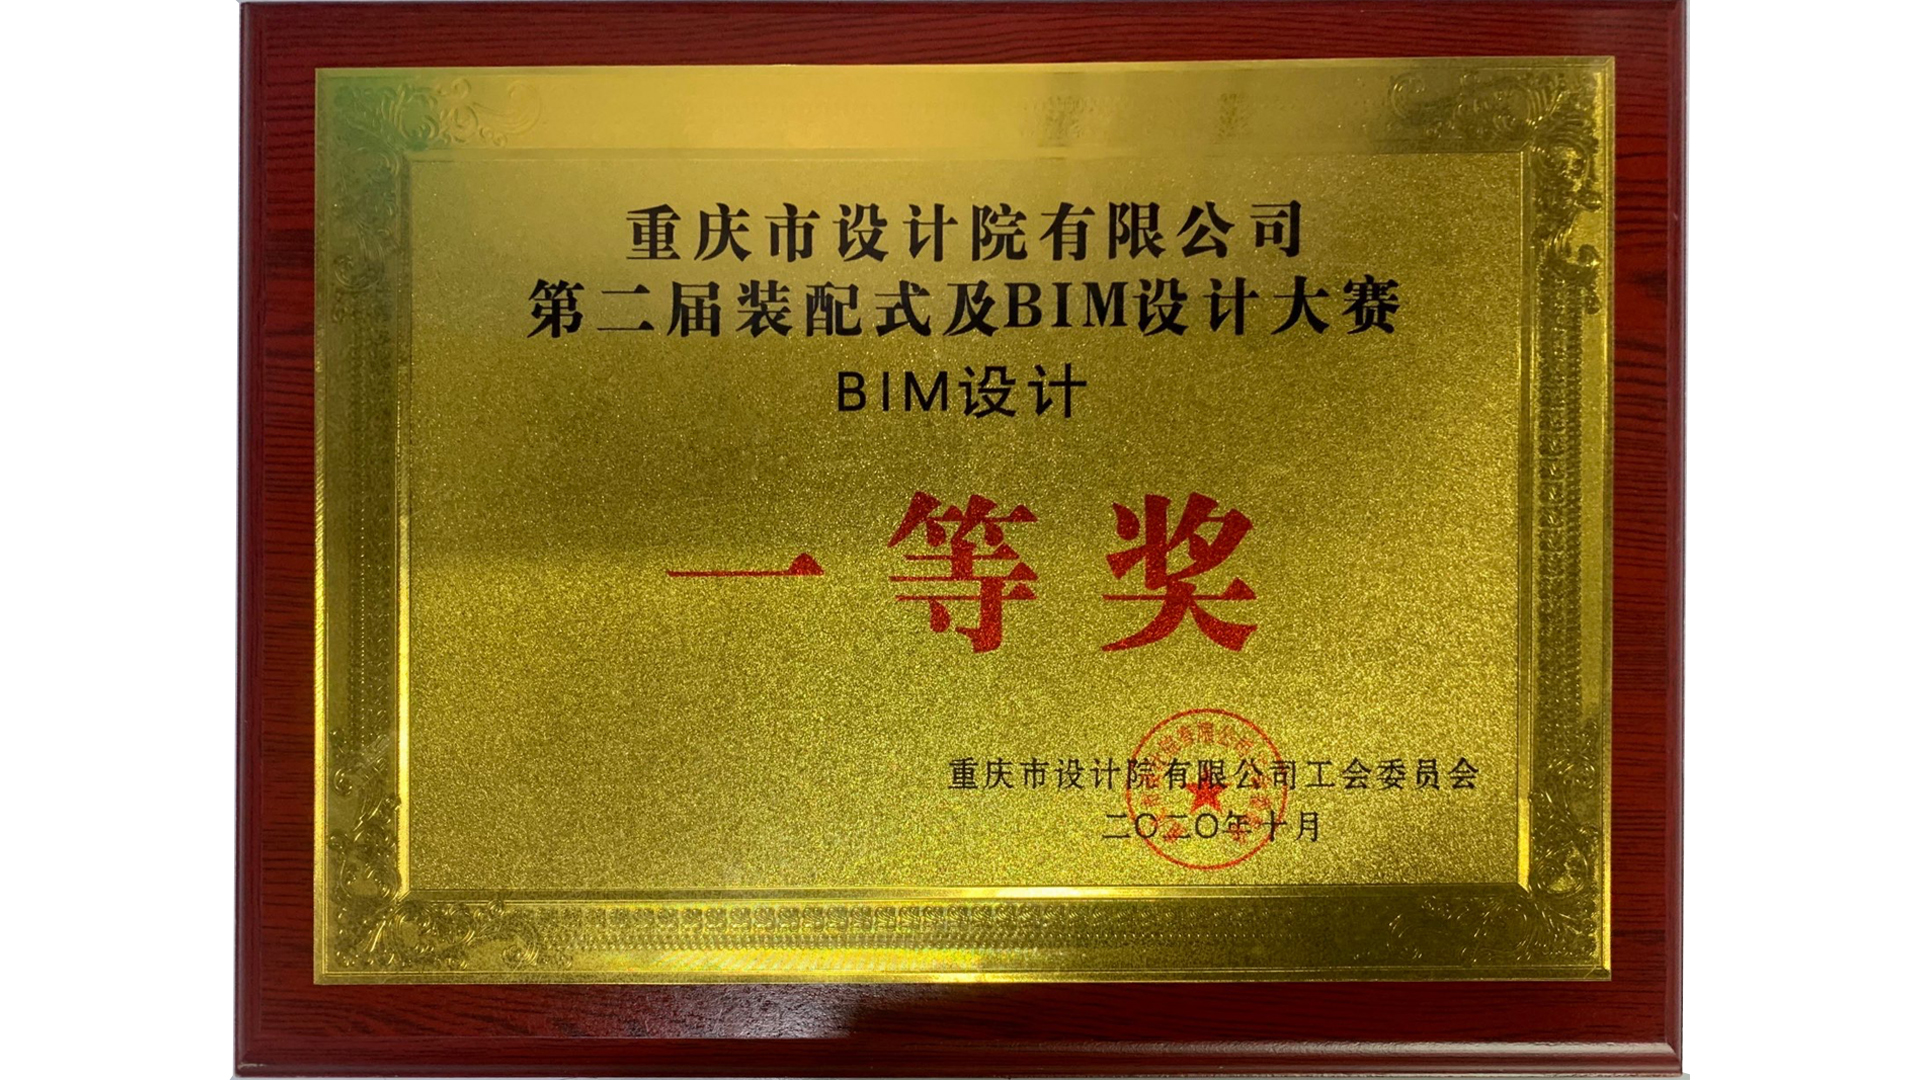 重庆市设计院有限公司
第二届装配式及BIM设计大赛
BIM设计
一等奖
重庆市设计院有限公司工会委员会
二〇二〇年十月